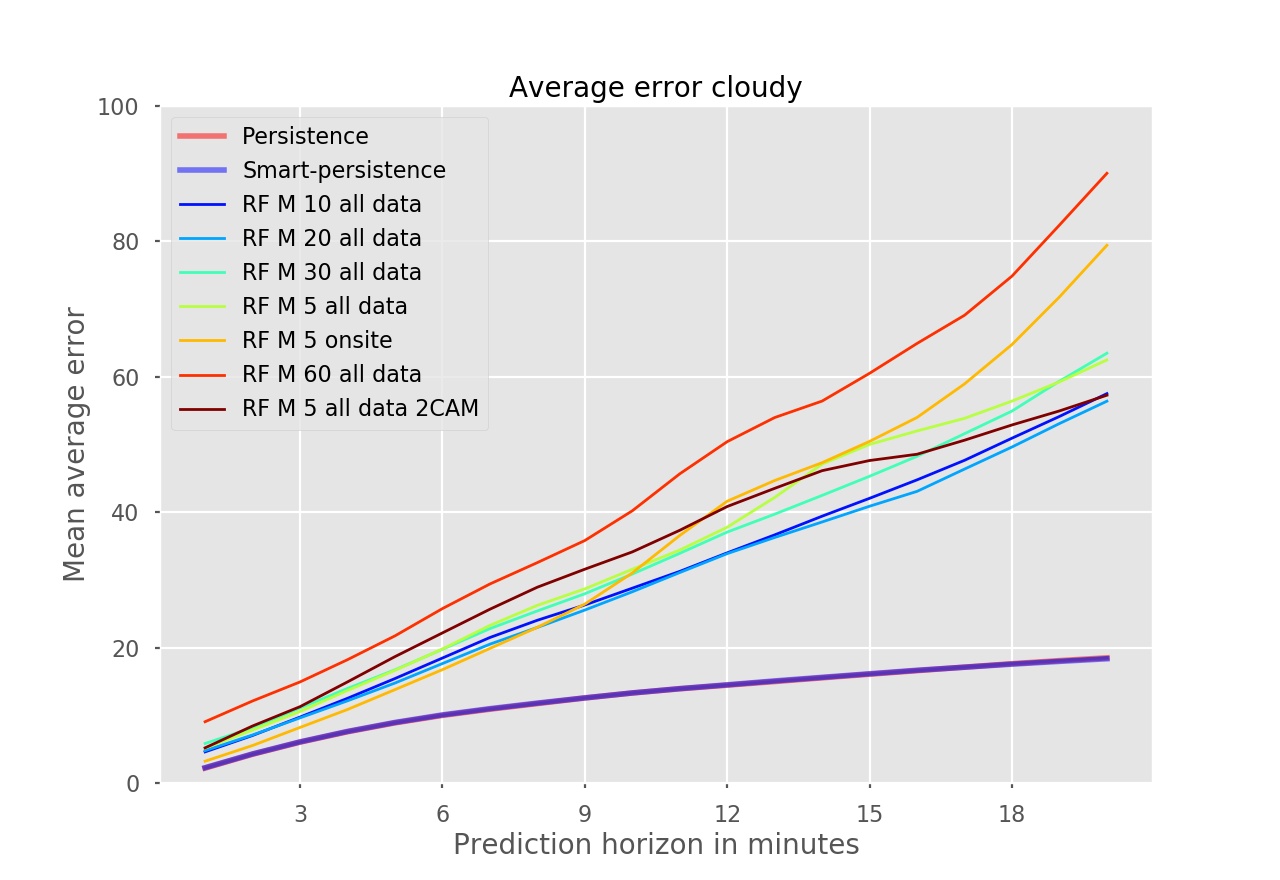 Average error cloudy
100
80
60
40
20
0
Mean average error
Persistence
Smart-persistence
RF M 10 all data
RF M 20 all data
RF M 30 all data
RF M 5 all data
RF M 5 onsite
RF M 60 all data
RF M 5 all data 2CAM
3 6 9 12 15 18
Prediction horizon in minutes